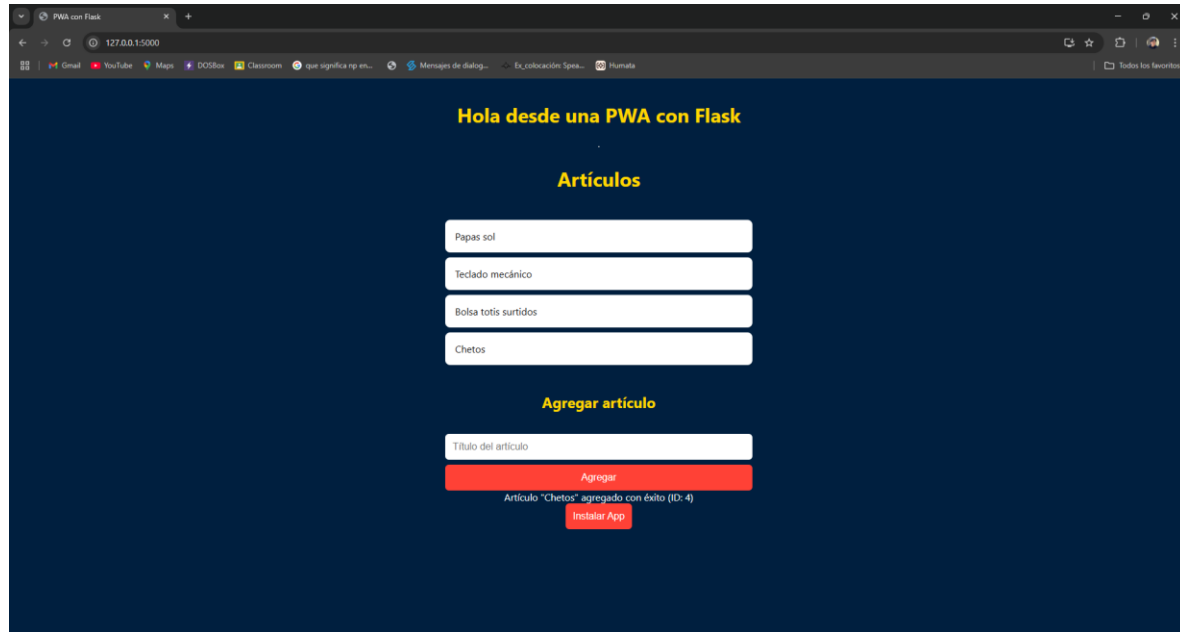 PWA con Flask
127.0.0.1:5000
Gmail YouTube Maps DOSBox Classroom que significa np en... Mensajes de dialog... Ex_colocación: Spea... Humata Todos los favoritos
Hola desde una PWA con Flask
.
Artículos
Papas sol
Teclado mecánico
Bolsa totis surtidos
Chetos
Agregar artículo
Título del artículo
Agregar
Artículo "Chetos" agregado con éxito (ID: 4)
Instalar App